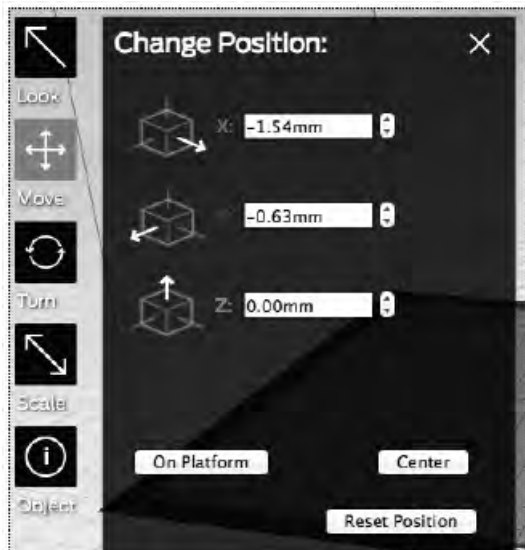 Change Position:
Look
X: -1.54mm
Move
-0.63mm
Turn
Z: 0.00mm
Scale
On Platform Center
Object
Reset Position